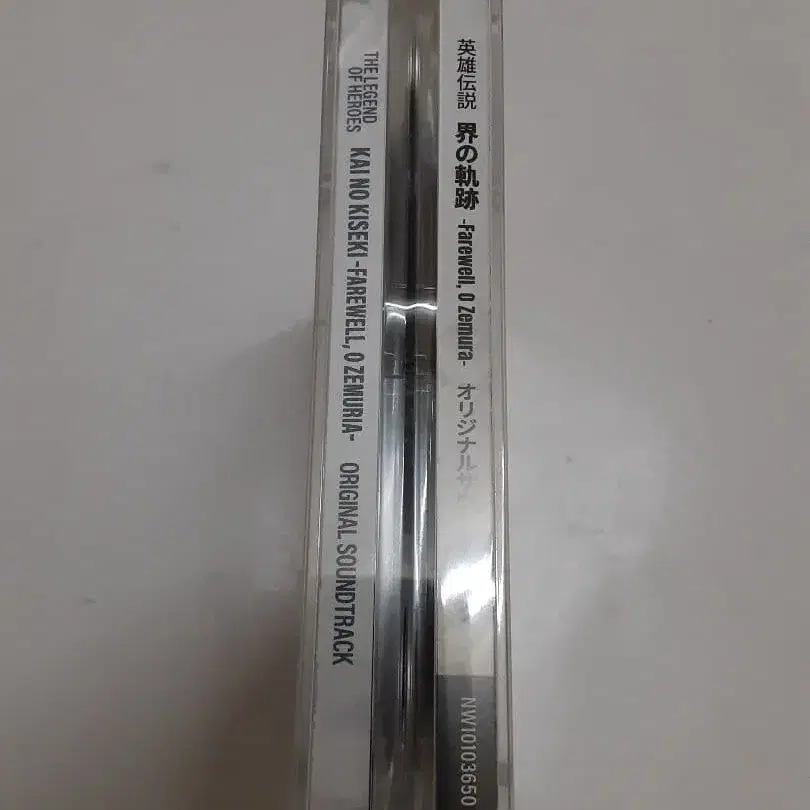 THE LEGEND
OF HEROES
KAI NO KISEKI -FAREWELL, O ZEMURIA-
ORIGINAL SOUNDTRACK
英雄伝説
界の軌跡
-Farewell, O Zemura-
オリジナルサ
NW10103650